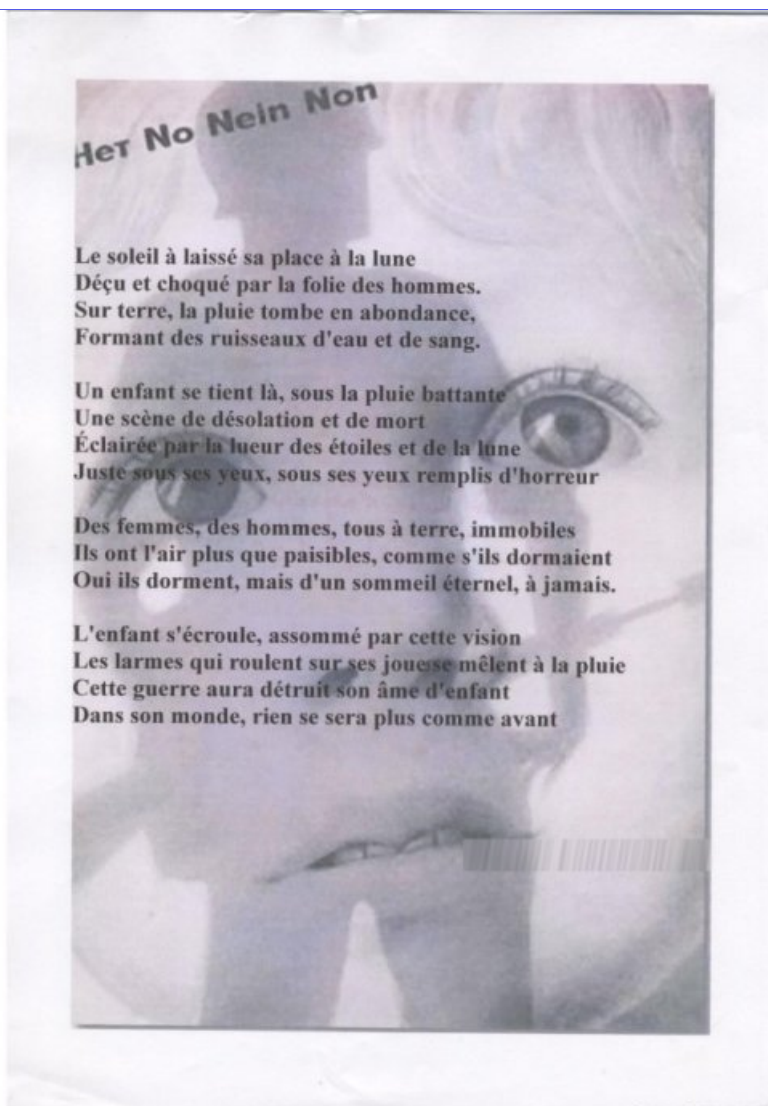 Нет No Nein Non
Le soleil à laissé sa place à la lune
Déçu et choqué par la folie des hommes.
Sur terre, la pluie tombe en abondance,
Formant des ruisseaux d'eau et de sang.
Un enfant se tient là, sous la pluie battante
Une scène de désolation et de mort
Éclairée par la lueur des étoiles et de la lune
Juste sous ses yeux, sous ses yeux remplis d'horreur
Des femmes, des hommes, tous à terre, immobiles
Ils ont l'air plus que paisibles, comme s'ils dormaient
Oui ils dorment, mais d'un sommeil éternel, à jamais.
L'enfant s'écroule, assommé par cette vision
Les larmes qui roulent sur ses joues se mêlent à la pluie
Cette guerre aura détruit son âme d'enfant
Dans son monde, rien se sera plus comme avant